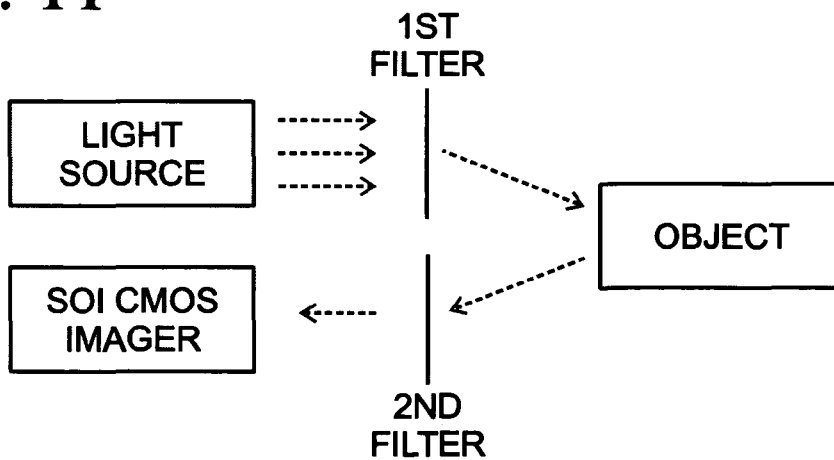 1ST
FILTER
LIGHT
SOURCE
OBJECT
SOI CMOS
IMAGER
2ND
FILTER